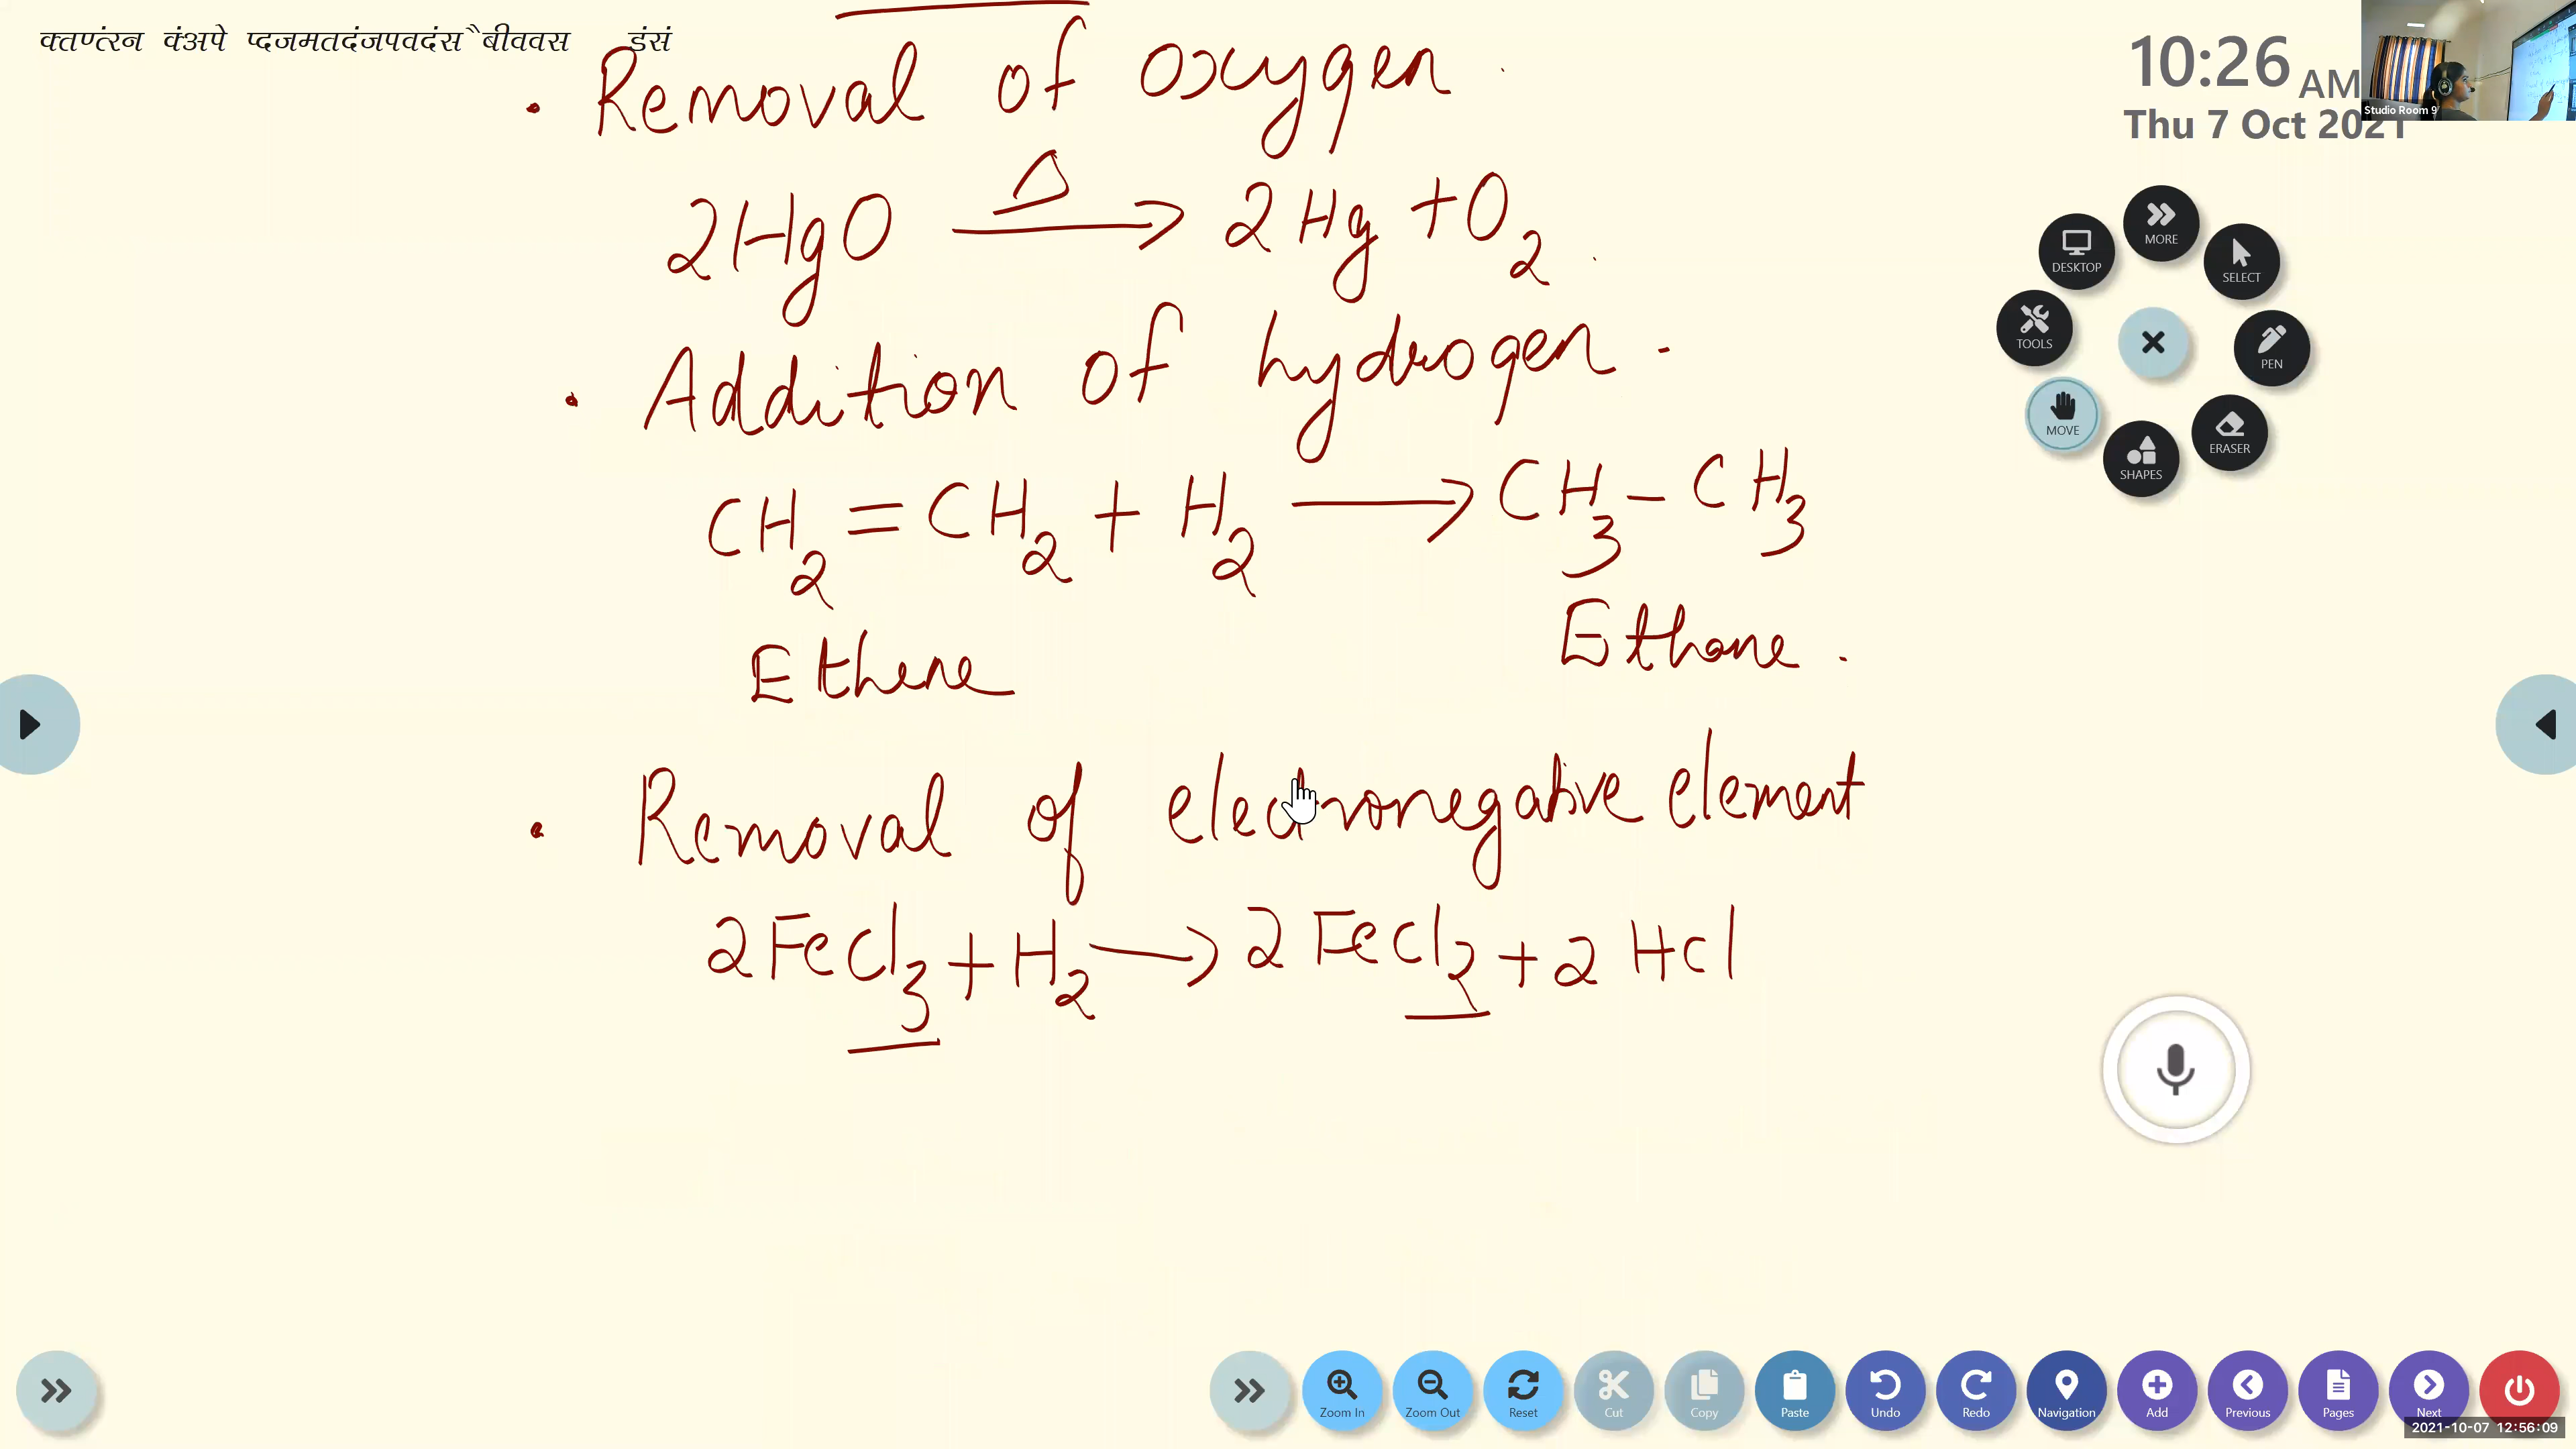 क्तण्तंरन कंअपे प्दजमतदंजपवदंस ैबीववस डंसं
10:26 AM
Thu 7 Oct 2021
Studio Room 9
• Removal of oxygen.
2HgO —Δ→ 2Hg + O2.
• Addition of hydrogen.
CH2 = CH2 + H2 ⟶ CH3 – CH3
Ethene Ethane.
• Removal of electronegative element
2FeCl3 + H2 ⟶ 2FeCl2 + 2HCl
MORE
DESKTOP
SELECT
TOOLS
PEN
MOVE
ERASER
SHAPES
Zoom In
Zoom Out
Reset
Cut
Copy
Paste
Undo
Redo
Navigation
Add
Previous
Pages
Next
2021-10-07 12:56:09